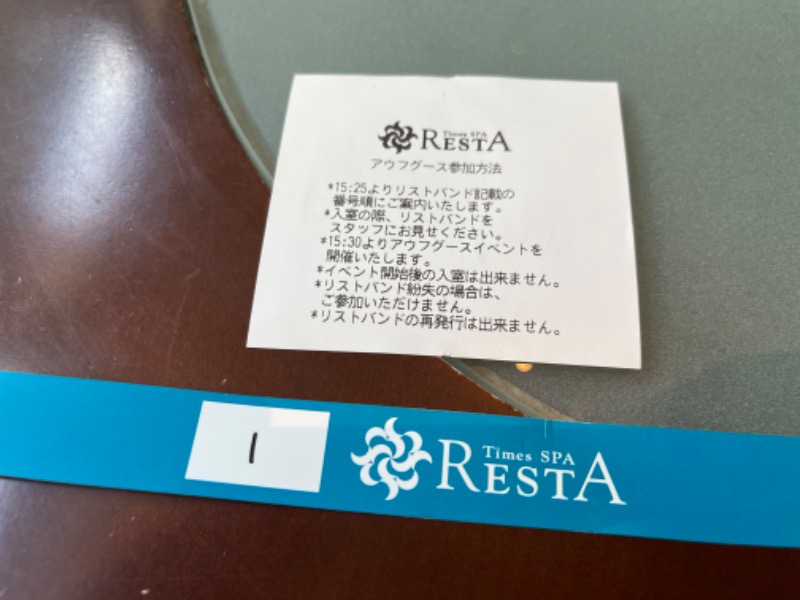 Times SPA
RESTA
アウフグース参加方法
*15:25よりリストバンド記載の
番号順にご案内いたします。
*入室の際、リストバンドを
スタッフにお見せください。
*15:30よりアウフグースイベントを
開催いたします。
*イベント開始後の入室は出来ません。
*リストバンド紛失の場合は、
ご参加いただけません。
*リストバンドの再発行は出来ません。
1
Times SPA
RESTA